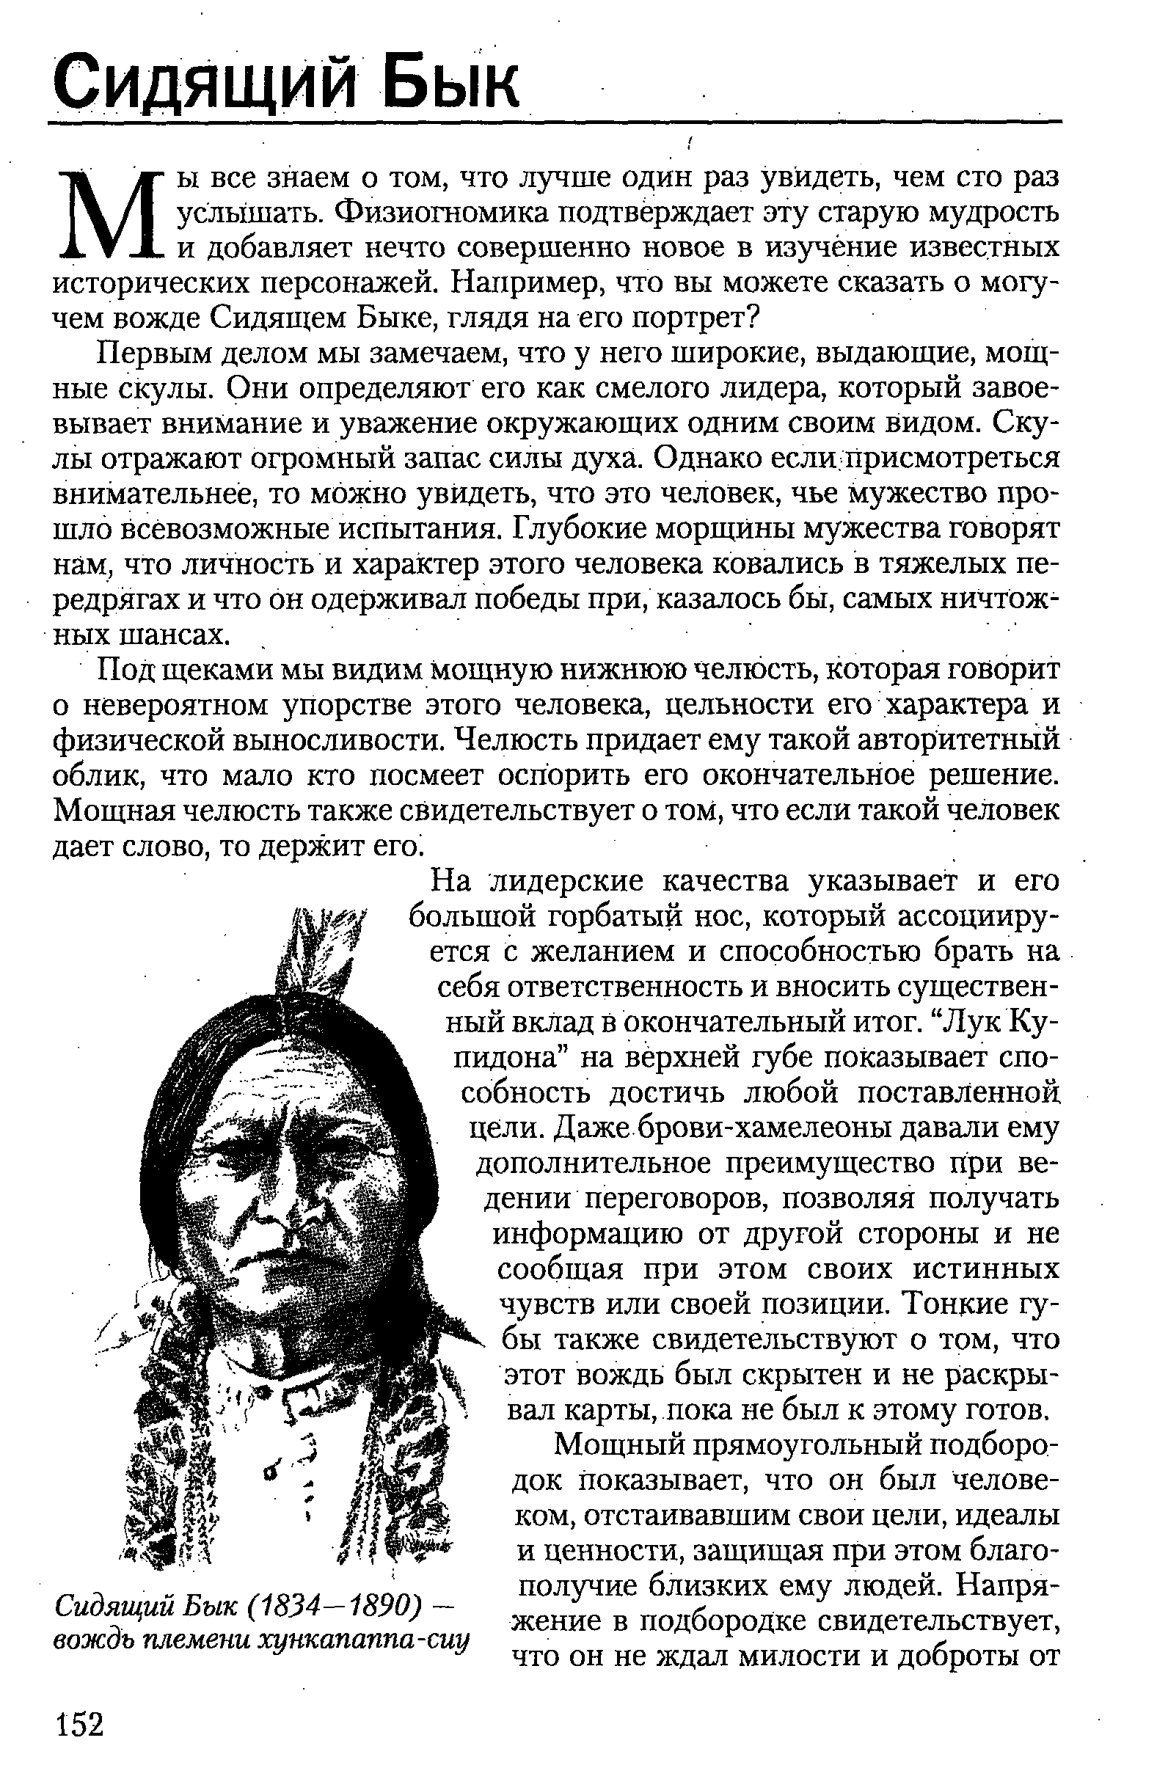 Сидящий Бык
Мы все знаем о том, что лучше один раз увидеть, чем сто раз
услышать. Физиогномика подтверждает эту старую мудрость
и добавляет нечто совершенно новое в изучение известных
исторических персонажей. Например, что вы можете сказать о могу-
чем вожде Сидящем Быке, глядя на его портрет?
Первым делом мы замечаем, что у него широкие, выдающие, мощ-
ные скулы. Они определяют его как смелого лидера, который завое-
вывает внимание и уважение окружающих одним своим видом. Ску-
лы отражают огромный запас силы духа. Однако если присмотреться
внимательнее, то можно увидеть, что это человек, чье мужество про-
шло всевозможные испытания. Глубокие морщины мужества говорят
нам, что личность и характер этого человека ковались в тяжелых пе-
редрягах и что он одерживал победы при, казалось бы, самых ничтож-
ных шансах.
Под щеками мы видим мощную нижнюю челюсть, которая говорит
о невероятном упорстве этого человека, цельности его характера и
физической выносливости. Челюсть придает ему такой авторитетный
облик, что мало кто посмеет оспорить его окончательное решение.
Мощная челюсть также свидетельствует о том, что если такой человек
дает слово, то держит его.
На лидерские качества указывает и его
большой горбатый нос, который ассоцииру-
ется с желанием и способностью брать на
себя ответственность и вносить существен-
ный вклад в окончательный итог. “Лук Ку-
пидона” на верхней губе показывает спо-
собность достичь любой поставленной
цели. Даже брови-хамелеоны давали ему
дополнительное преимущество при ве-
дении переговоров, позволяя получать
информацию от другой стороны и не
сообщая при этом своих истинных
чувств или своей позиции. Тонкие гу-
бы также свидетельствуют о том, что
этот вождь был скрытен и не раскры-
вал карты, пока не был к этому готов.
Мощный прямоугольный подборо-
док показывает, что он был челове-
ком, отстаивавшим свои цели, идеалы
и ценности, защищая при этом благо-
получие близких ему людей. Напря-
жение в подбородке свидетельствует,
что он не ждал милости и доброты от
Сидящий Бык (1834—1890) —
вождь племени хункапаппа-сиу
152